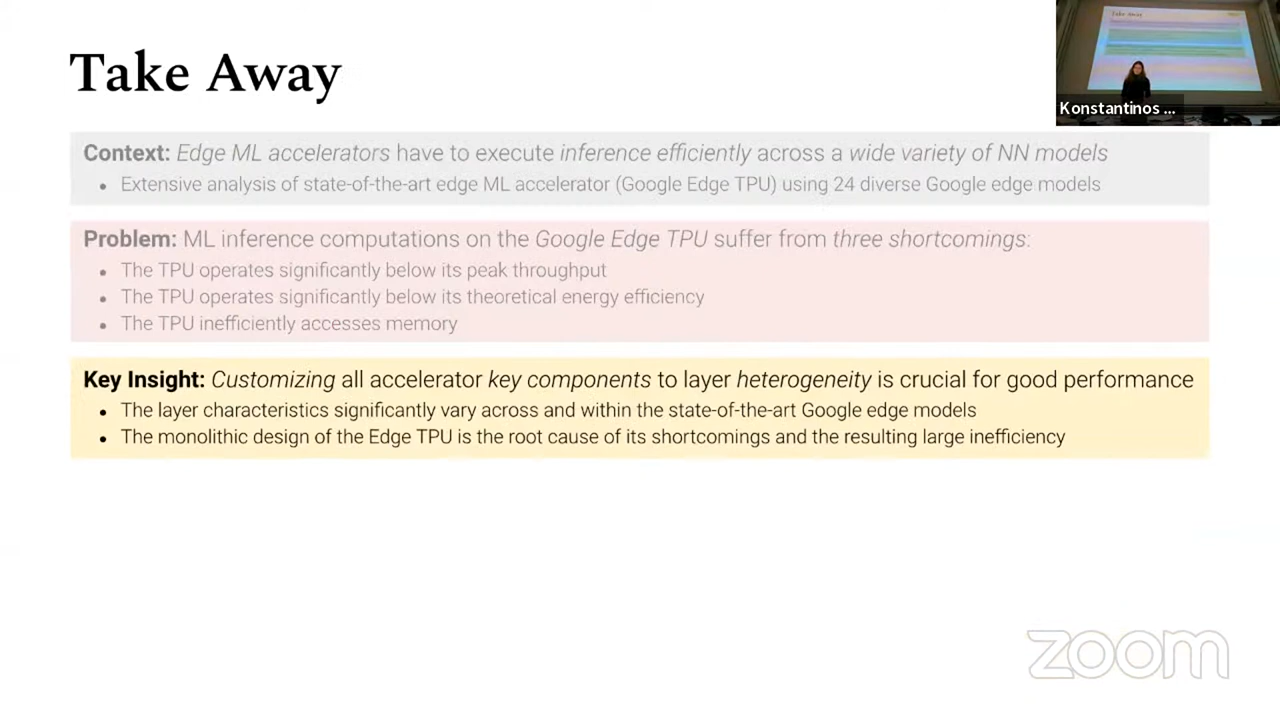 Take Away
Take Away
Konstantinos ...
Context: Edge ML accelerators have to execute inference efficiently across a wide variety of NN models
• Extensive analysis of state-of-the-art edge ML accelerator (Google Edge TPU) using 24 diverse Google edge models
Problem: ML inference computations on the Google Edge TPU suffer from three shortcomings:
• The TPU operates significantly below its peak throughput
• The TPU operates significantly below its theoretical energy efficiency
• The TPU inefficiently accesses memory
Key Insight: Customizing all accelerator key components to layer heterogeneity is crucial for good performance
• The layer characteristics significantly vary across and within the state-of-the-art Google edge models
• The monolithic design of the Edge TPU is the root cause of its shortcomings and the resulting large inefficiency
zoom